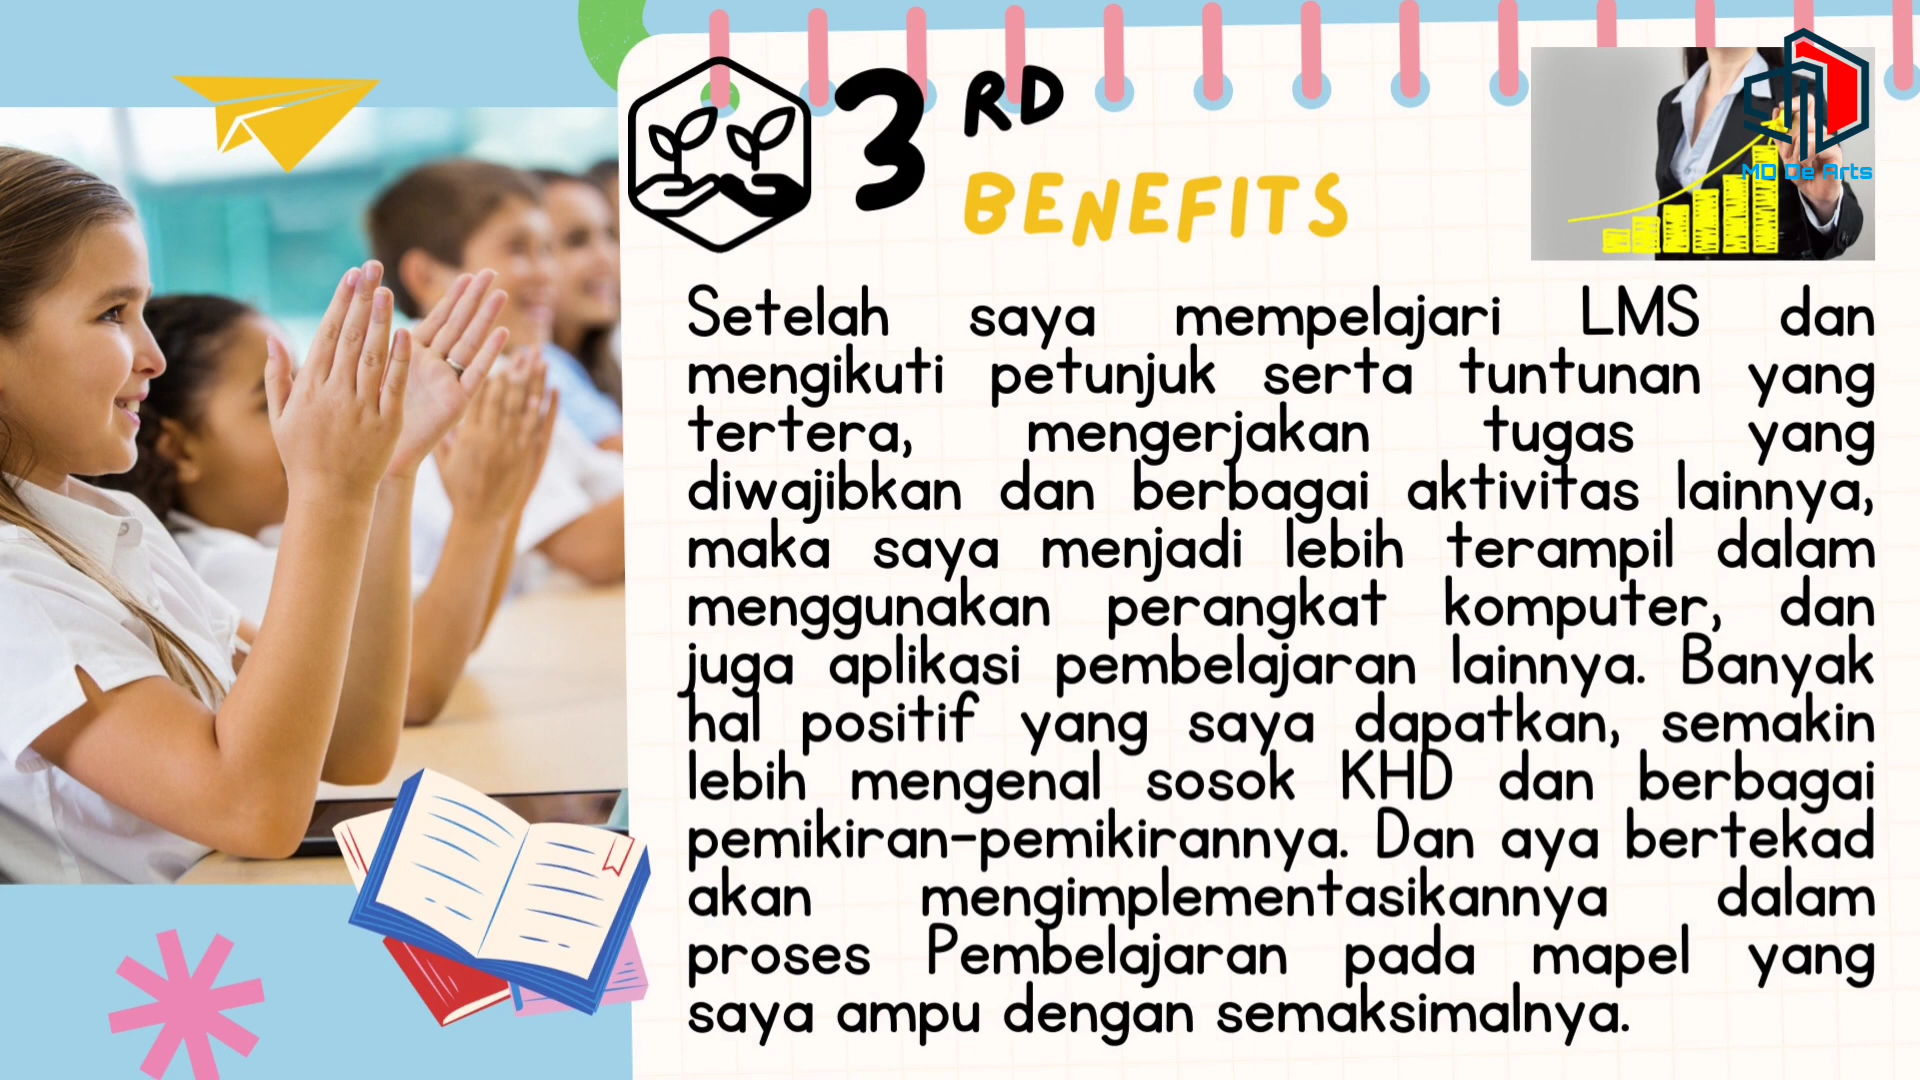 3RD
BENEFITS
MD De Arts
Setelah saya mempelajari LMS dan
mengikuti petunjuk serta tuntunan yang
tertera, mengerjakan tugas yang
diwajibkan dan berbagai aktivitas lainnya,
maka saya menjadi lebih terampil dalam
menggunakan perangkat komputer, dan
juga aplikasi pembelajaran lainnya. Banyak
hal positif yang saya dapatkan, semakin
lebih mengenal sosok KHD dan berbagai
pemikiran-pemikirannya. Dan aya bertekad
akan mengimplementasikannya dalam
proses Pembelajaran pada mapel yang
saya ampu dengan semaksimalnya.